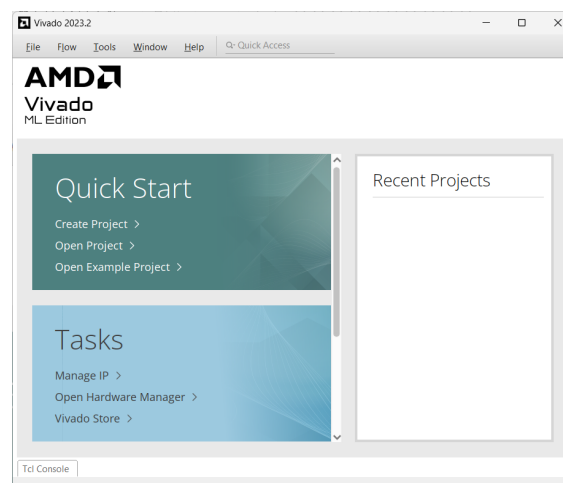 Vivado 2023.2
File Flow Tools Window Help Quick Access
AMD
Vivado
ML Edition
Quick Start
Create Project >
Open Project >
Open Example Project >
Recent Projects
Tasks
Manage IP >
Open Hardware Manager >
Vivado Store >
Tcl Console